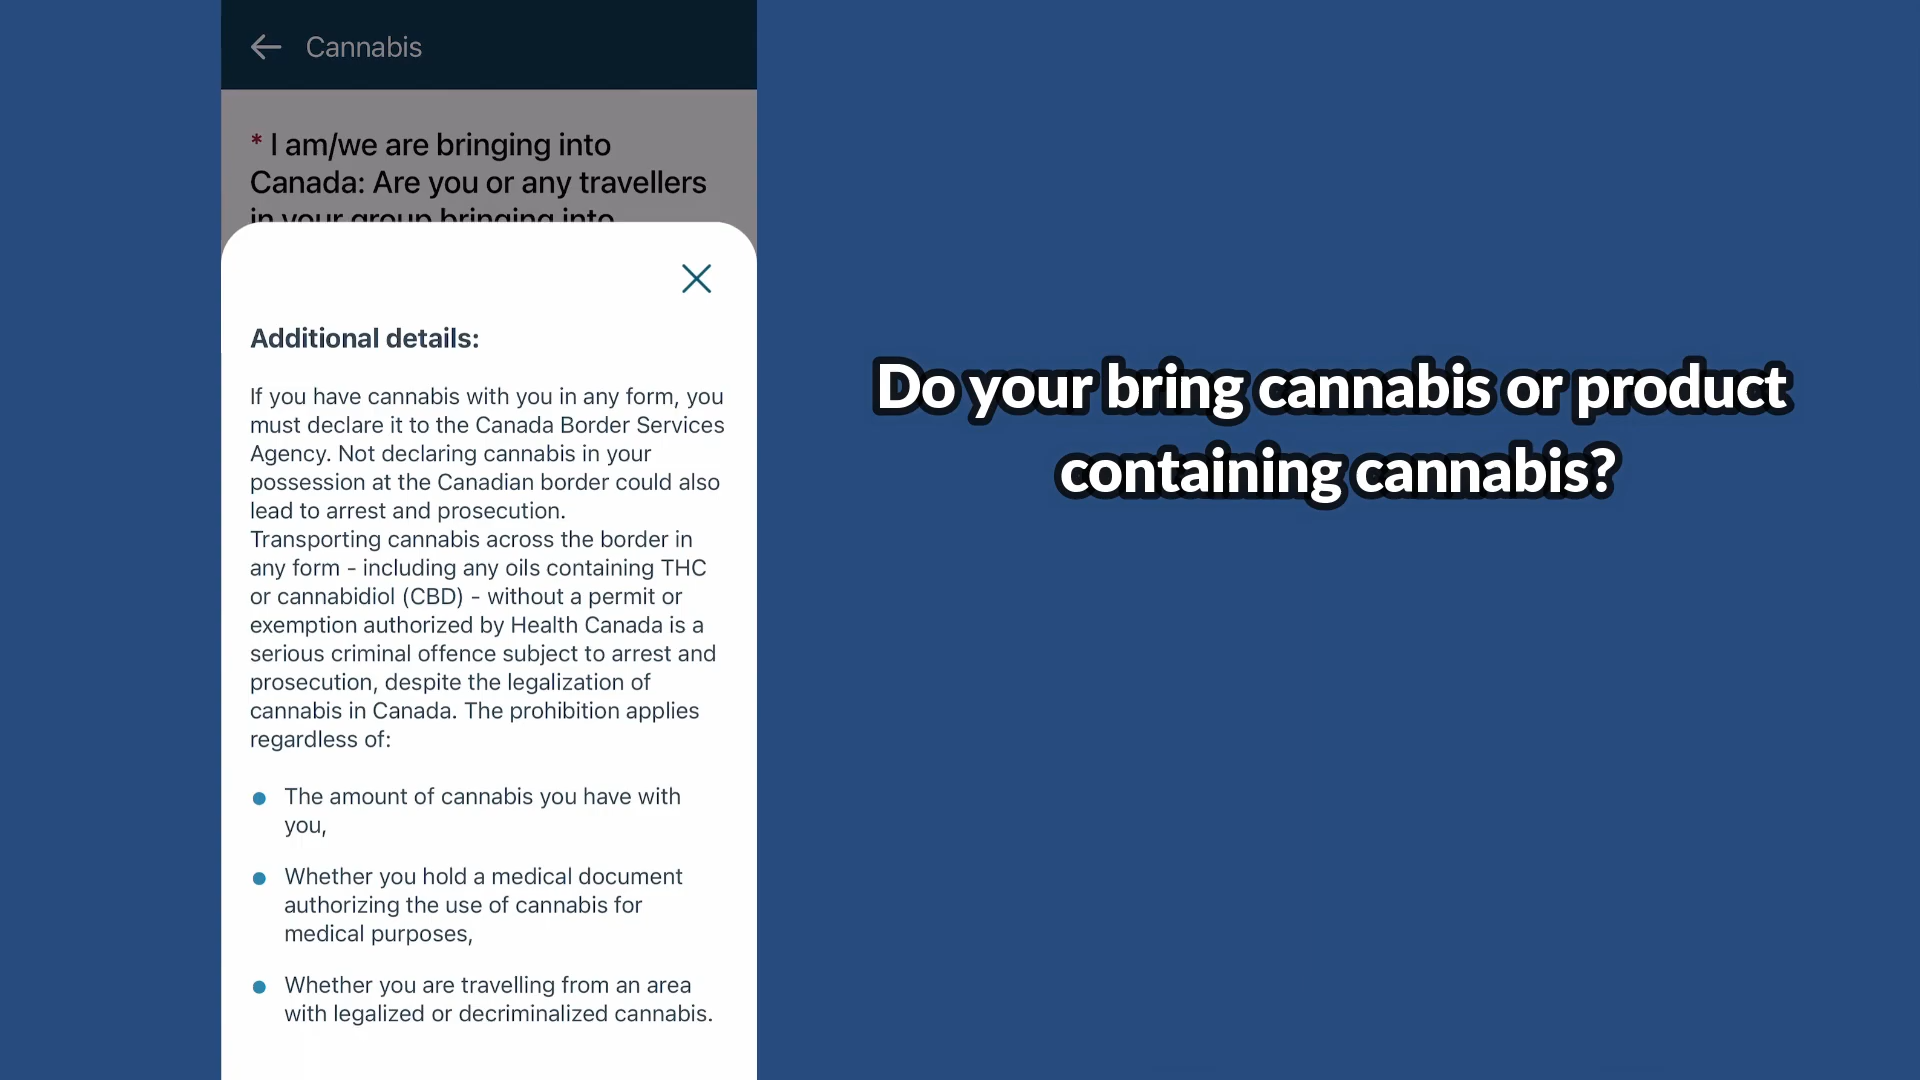 Cannabis
* I am/we are bringing into
Canada: Are you or any travellers
in your group bringing into
Additional details:
If you have cannabis with you in any form, you
must declare it to the Canada Border Services
Agency. Not declaring cannabis in your
possession at the Canadian border could also
lead to arrest and prosecution.
Transporting cannabis across the border in
any form - including any oils containing THC
or cannabidiol (CBD) - without a permit or
exemption authorized by Health Canada is a
serious criminal offence subject to arrest and
prosecution, despite the legalization of
cannabis in Canada. The prohibition applies
regardless of:
● The amount of cannabis you have with
you,
● Whether you hold a medical document
authorizing the use of cannabis for
medical purposes,
● Whether you are travelling from an area
with legalized or decriminalized cannabis.
Do your bring cannabis or product
containing cannabis?